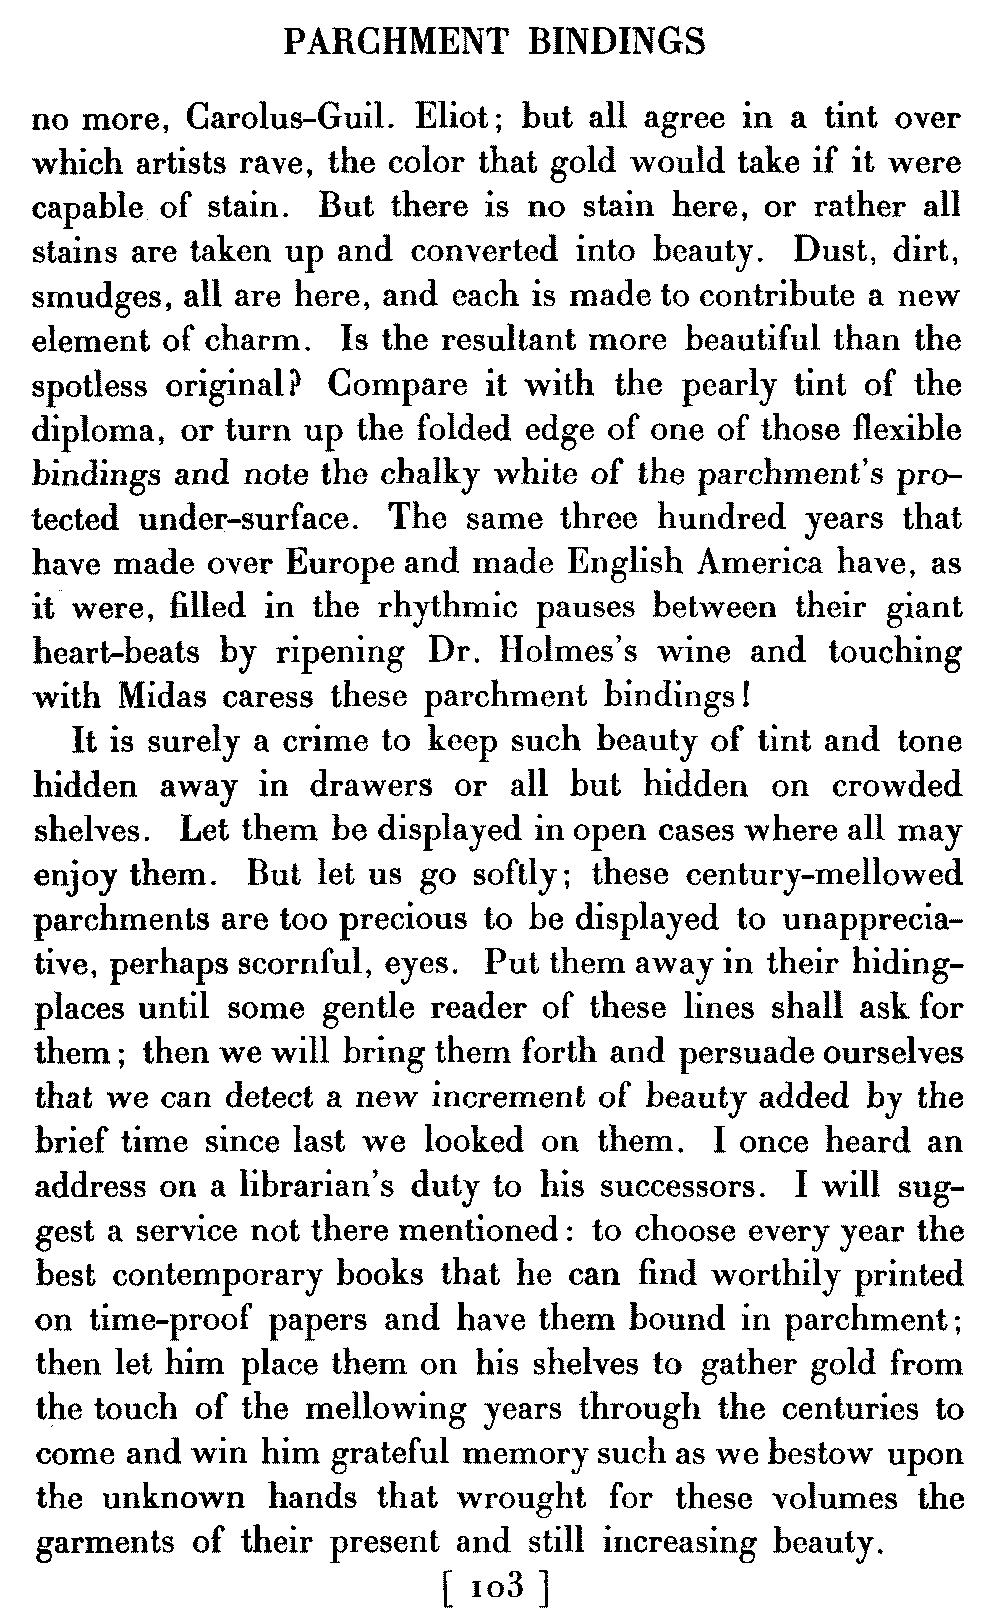 PARCHMENT BINDINGS
no more, Carolus-Guil. Eliot; but all agree in a tint over
which artists rave, the color that gold would take if it were
capable of stain. But there is no stain here, or rather all
stains are taken up and converted into beauty. Dust, dirt,
smudges, all are here, and each is made to contribute a new
element of charm. Is the resultant more beautiful than the
spotless original? Compare it with the pearly tint of the
diploma, or turn up the folded edge of one of those flexible
bindings and note the chalky white of the parchment's pro-
tected under-surface. The same three hundred years that
have made over Europe and made English America have, as
it were, filled in the rhythmic pauses between their giant
heart-beats by ripening Dr. Holmes's wine and touching
with Midas caress these parchment bindings!
It is surely a crime to keep such beauty of tint and tone
hidden away in drawers or all but hidden on crowded
shelves. Let them be displayed in open cases where all may
enjoy them. But let us go softly; these century-mellowed
parchments are too precious to be displayed to unapprecia-
tive, perhaps scornful, eyes. Put them away in their hiding-
places until some gentle reader of these lines shall ask for
them; then we will bring them forth and persuade ourselves
that we can detect a new increment of beauty added by the
brief time since last we looked on them. I once heard an
address on a librarian's duty to his successors. I will sug-
gest a service not there mentioned: to choose every year the
best contemporary books that he can find worthily printed
on time-proof papers and have them bound in parchment;
then let him place them on his shelves to gather gold from
the touch of the mellowing years through the centuries to
come and win him grateful memory such as we bestow upon
the unknown hands that wrought for these volumes the
garments of their present and still increasing beauty.
[ 103 ]